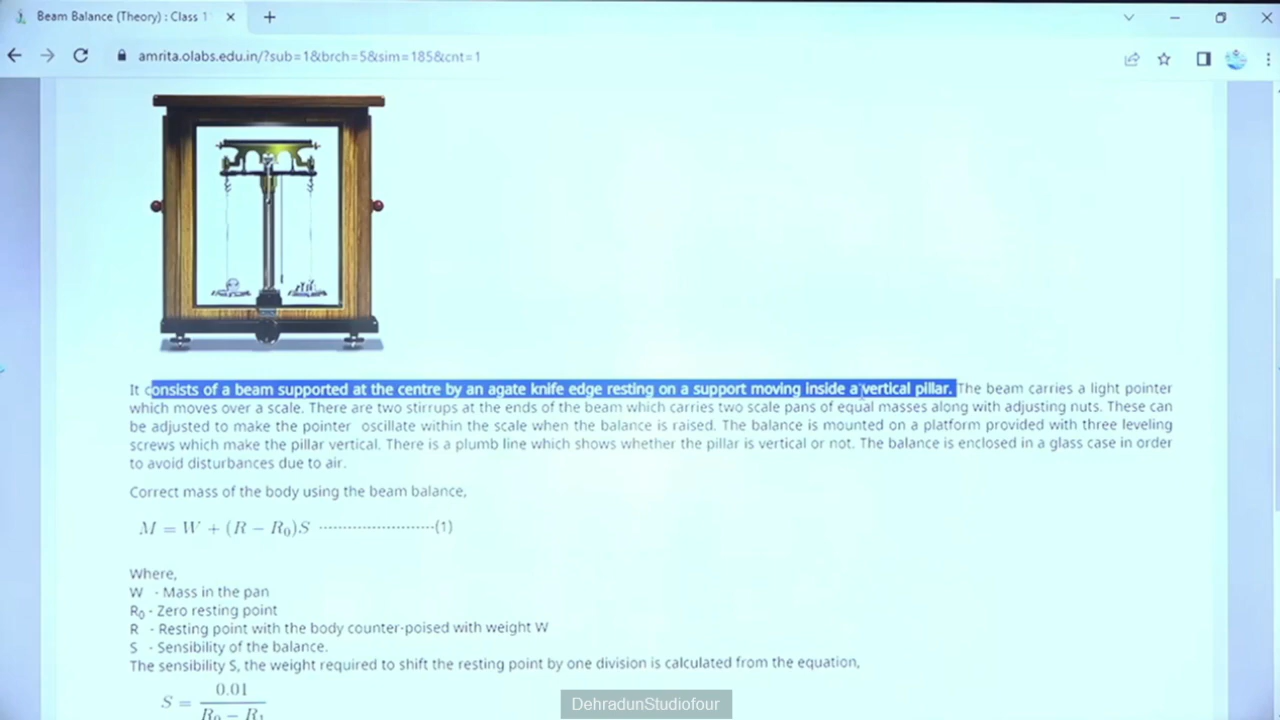 Beam Balance (Theory) : Class 1
amrita.olabs.edu.in/?sub=1&brch=5&sim=185&cnt=1
It consists of a beam supported at the centre by an agate knife edge resting on a support moving inside a vertical pillar. The beam carries a light pointer
which moves over a scale. There are two stirrups at the ends of the beam which carries two scale pans of equal masses along with adjusting nuts. These can
be adjusted to make the pointer oscillate within the scale when the balance is raised. The balance is mounted on a platform provided with three leveling
screws which make the pillar vertical. There is a plumb line which shows whether the pillar is vertical or not. The balance is enclosed in a glass case in order
to avoid disturbances due to air.
Correct mass of the body using the beam balance,
M = W + (R − R₀)S -----------------------(1)
Where,
W - Mass in the pan
R₀ - Zero resting point
R - Resting point with the body counter-poised with weight W
S - Sensibility of the balance.
The sensibility S, the weight required to shift the resting point by one division is calculated from the equation,
S = 0.01 / R₀ − R₁
DehradunStudiofour